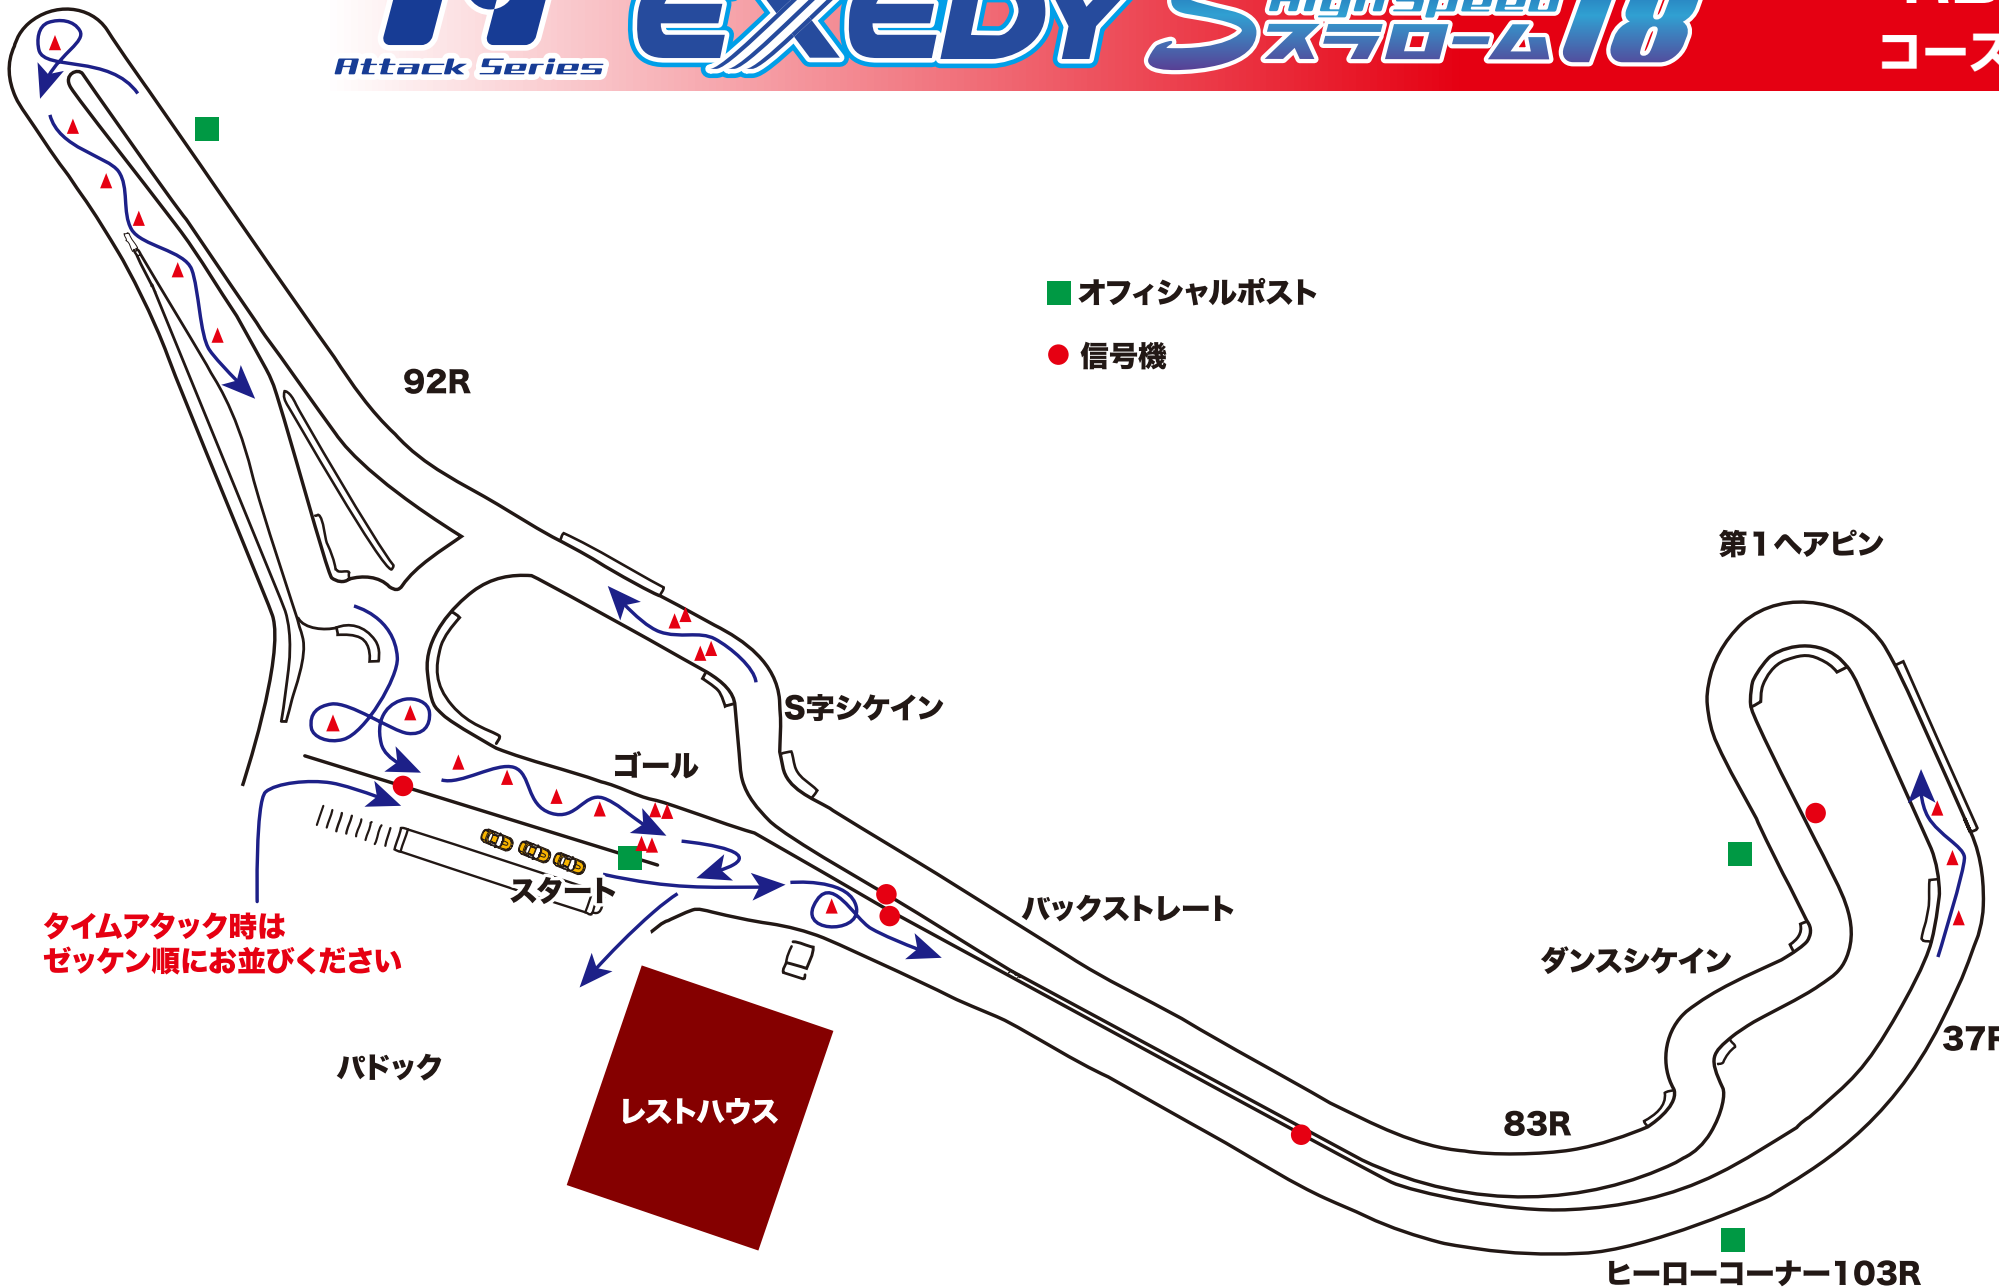 Attack Series
EXEDY
High Speed
スラローム
18
コース
オフィシャルポスト
信号機
92R
第1ヘアピン
S字シケイン
ゴール
スタート
バックストレート
タイムアタック時は
ゼッケン順にお並びください
ダンスシケイン
37R
パドック
レストハウス
83R
ヒーローコーナー103R